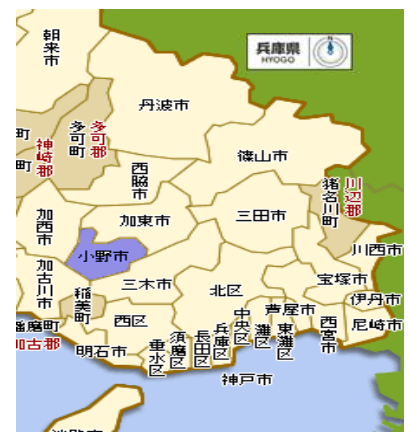 兵庫県
HYOGO
朝来市
丹波市
町
多可町
多可郡
神崎郡
町
西脇市
篠山市
猪名川町
川辺郡
加西市
加東市
三田市
川西市
小野市
加古川市
三木市
宝塚市
北区
伊丹市
稲美町
芦屋市
播磨町
西区
中央区
灘区
東灘区
西宮市
尼崎市
加古郡
明石市
垂水区
須磨区
長田区
兵庫区
神戸市
淡路市